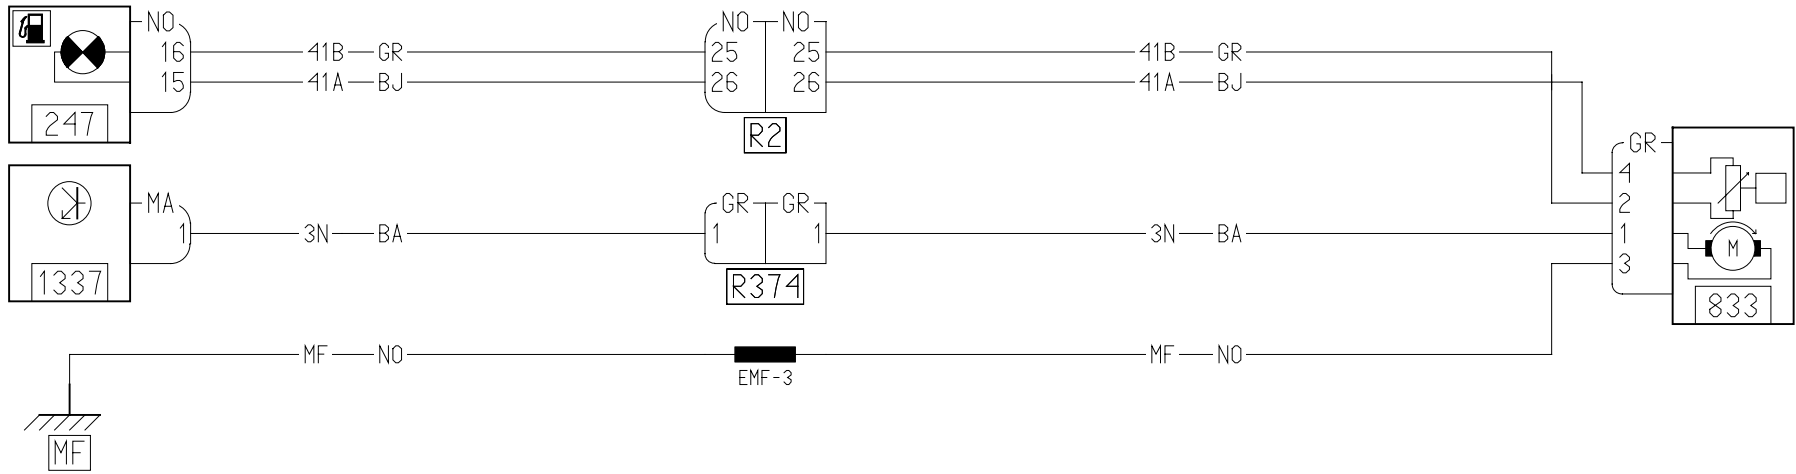 NO NO NO
16 41B GR 25 25 41B GR
15 41A BJ 26 26 41A BJ
247
R2
GR
4
MA GR GR 2
1 3N BA 1 1 3N BA 1
3
M
1337 R374
833
MF NO MF NO
EMF-3
MF